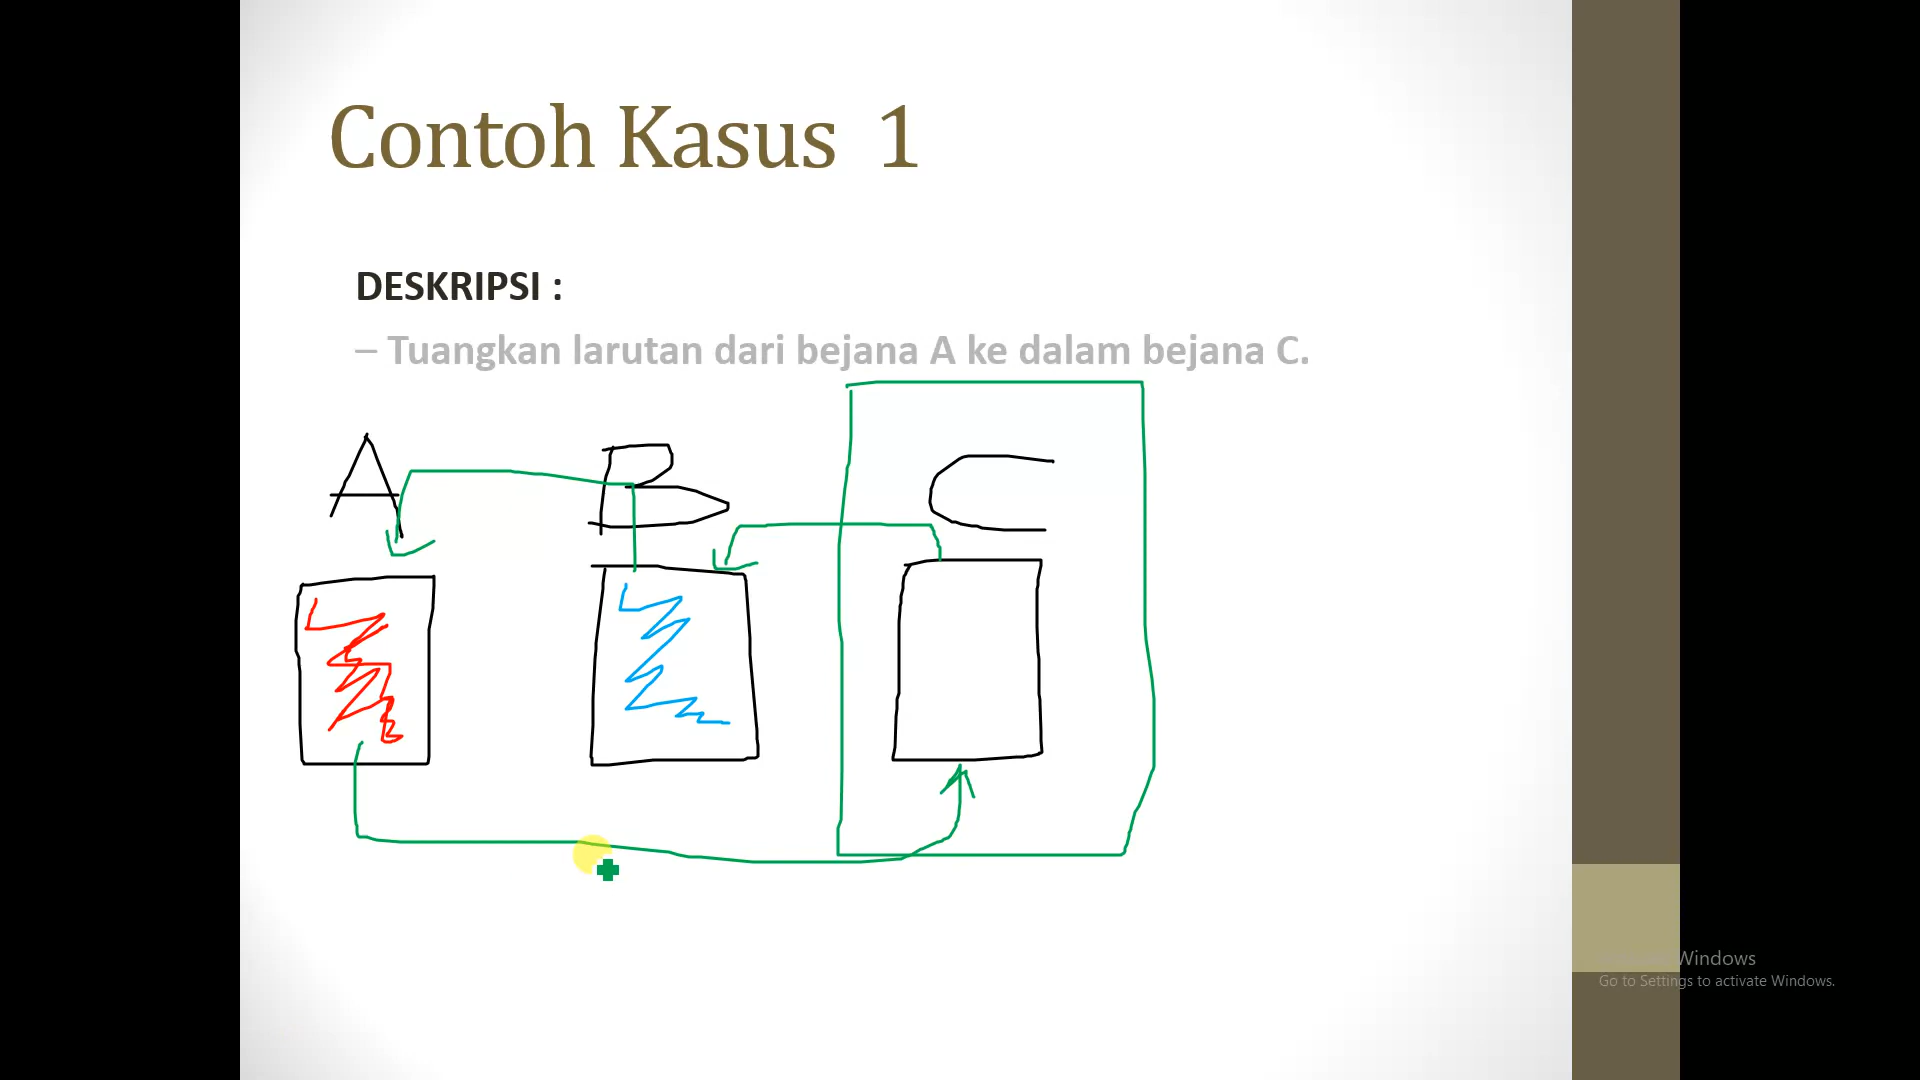 Contoh Kasus 1
DESKRIPSI :
– Tuangkan larutan dari bejana A ke dalam bejana C.
A B C
Windows
Go to Settings to activate Windows.